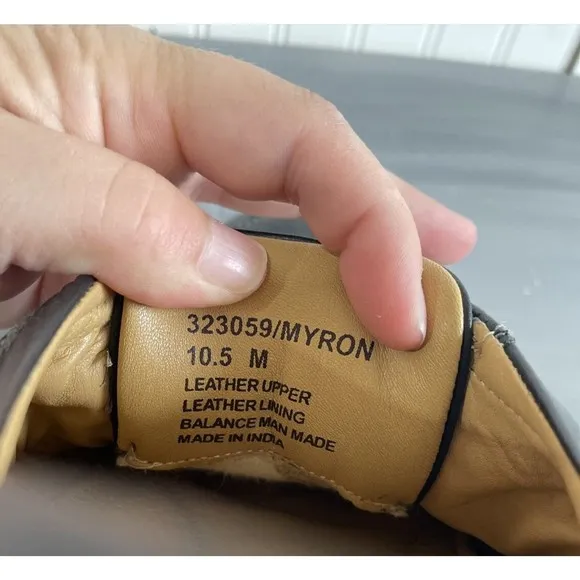 323059/MYRON
10.5 M
LEATHER UPPER
LEATHER LINING
BALANCE MAN MADE
MADE IN INDIA